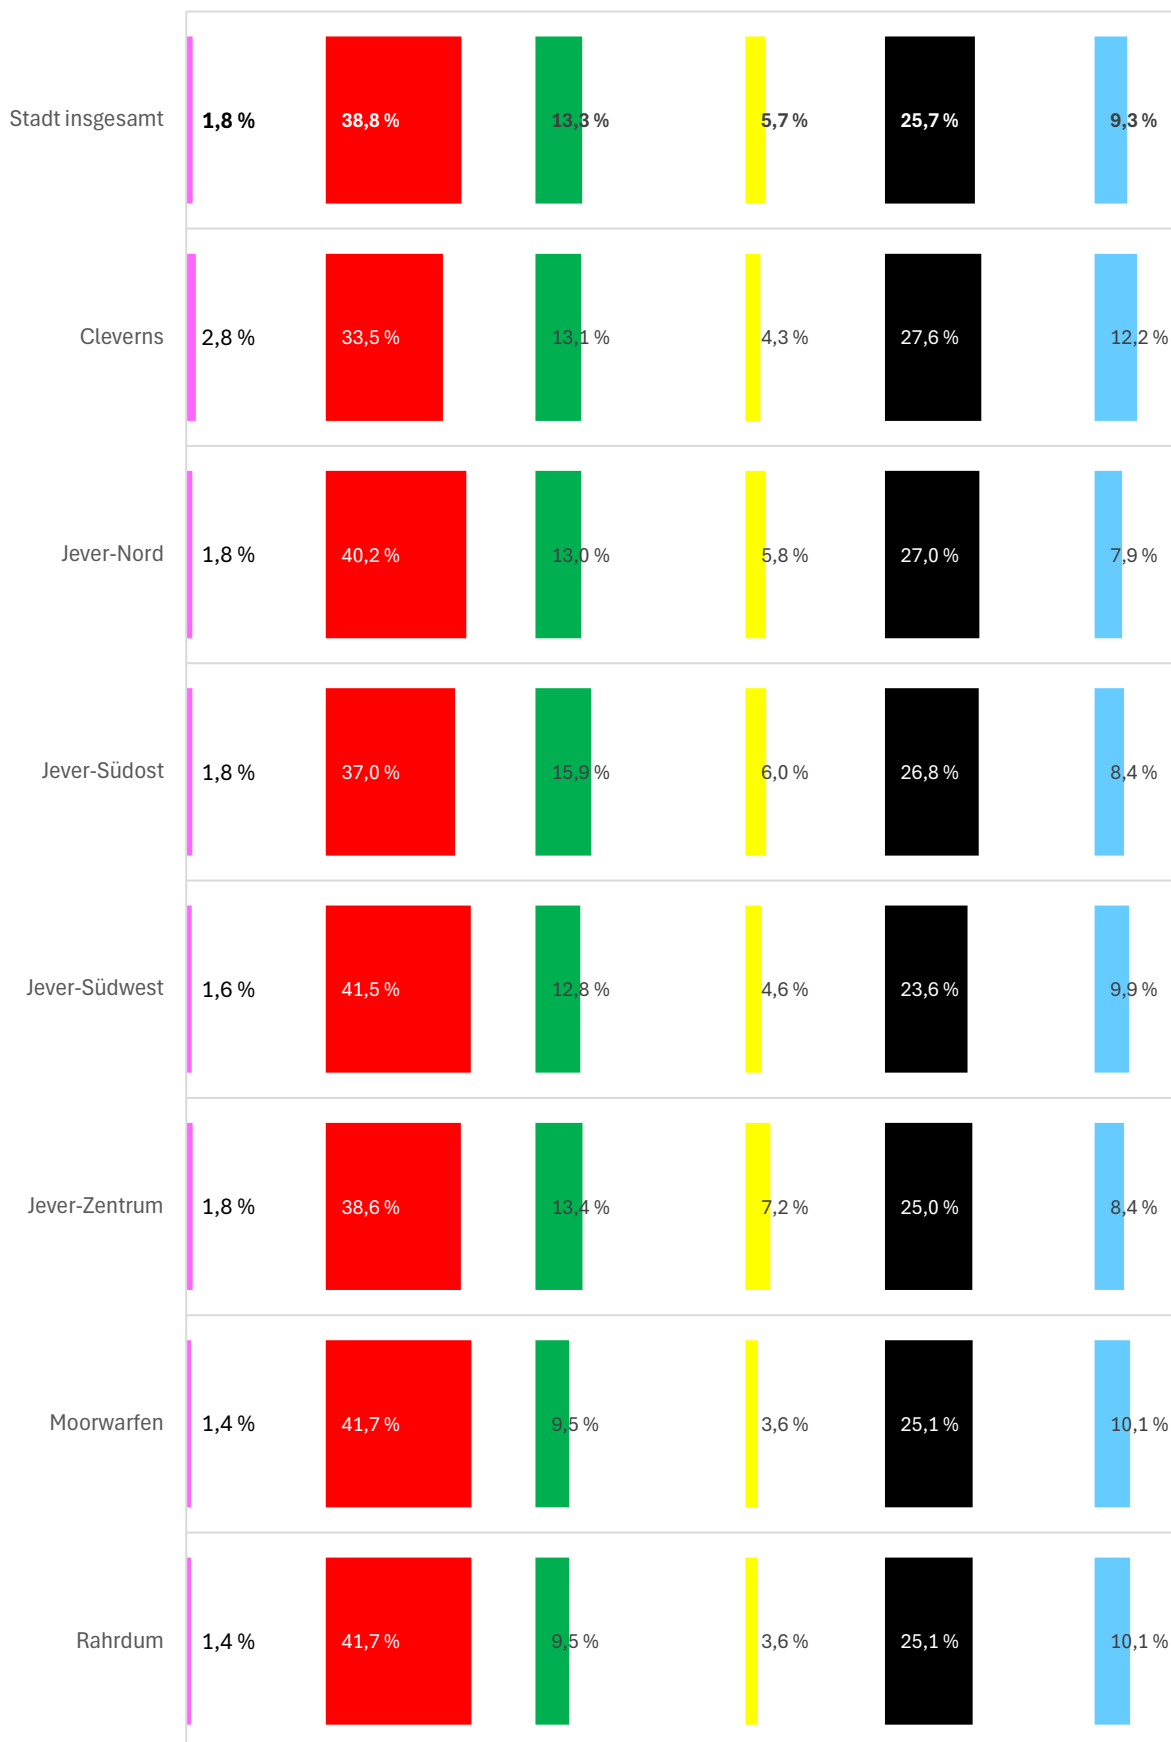 Stadt insgesamt 1,8 % 38,8 % 13,3 % 5,7 % 25,7 % 9,3 %
Cleverns 2,8 % 33,5 % 13,1 % 4,3 % 27,6 % 12,2 %
Jever-Nord 1,8 % 40,2 % 13,0 % 5,8 % 27,0 % 7,9 %
Jever-Südost 1,8 % 37,0 % 15,9 % 6,0 % 26,8 % 8,4 %
Jever-Südwest 1,6 % 41,5 % 12,8 % 4,6 % 23,6 % 9,9 %
Jever-Zentrum 1,8 % 38,6 % 13,4 % 7,2 % 25,0 % 8,4 %
Moorwarfen 1,4 % 41,7 % 9,5 % 3,6 % 25,1 % 10,1 %
Rahrdum 1,4 % 41,7 % 9,5 % 3,6 % 25,1 % 10,1 %